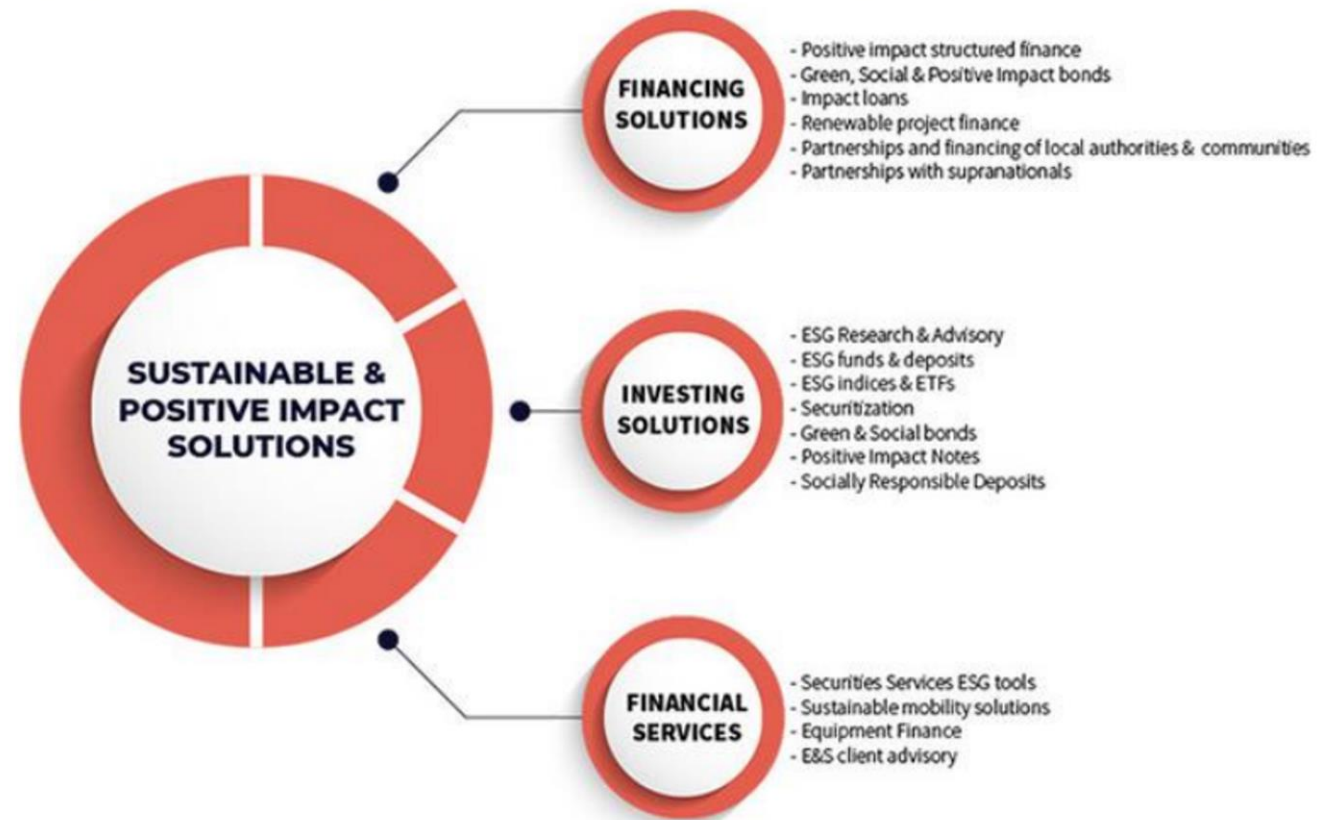 SUSTAINABLE &
POSITIVE IMPACT
SOLUTIONS
FINANCING
SOLUTIONS
- Positive impact structured finance
- Green, Social & Positive Impact bonds
- Impact loans
- Renewable project finance
- Partnerships and financing of local authorities & communities
- Partnerships with supranationals
INVESTING
SOLUTIONS
- ESG Research & Advisory
- ESG funds & deposits
- ESG indices & ETFs
- Securitization
- Green & Social bonds
- Positive Impact Notes
- Socially Responsible Deposits
FINANCIAL
SERVICES
- Securities Services ESG tools
- Sustainable mobility solutions
- Equipment Finance
- E&S client advisory